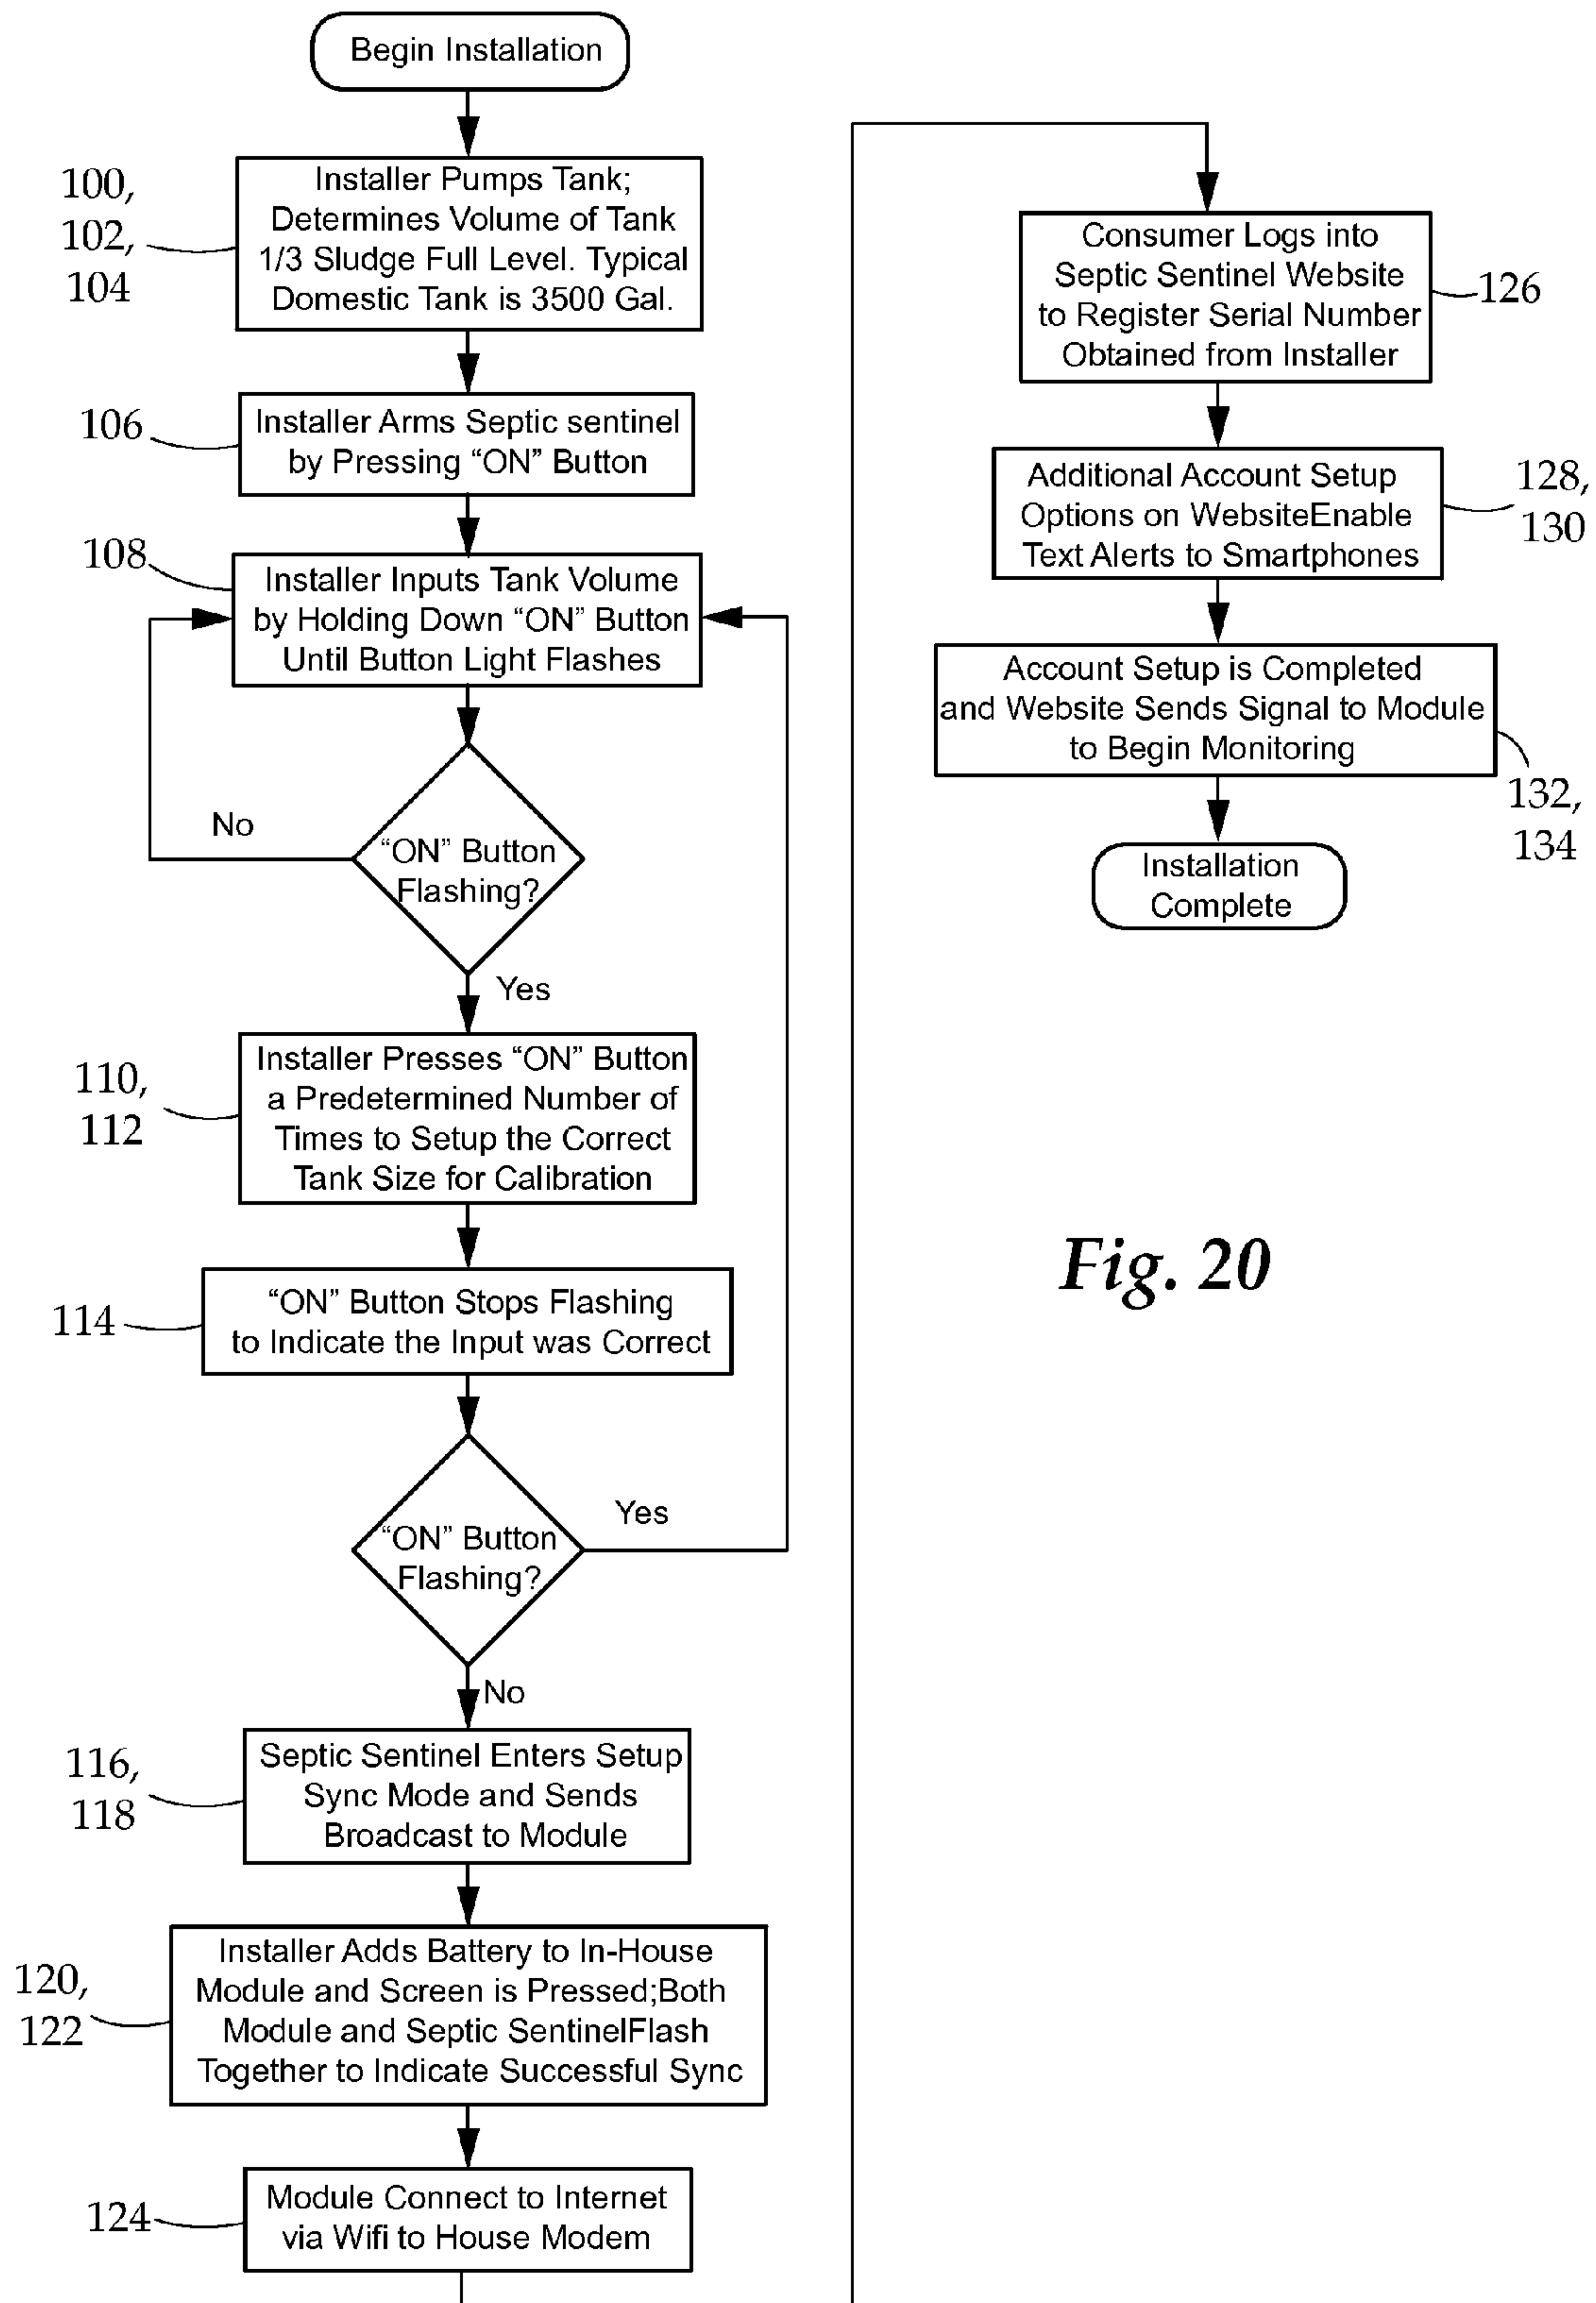 Begin Installation
100,
102,
104
Installer Pumps Tank;
Determines Volume of Tank
1/3 Sludge Full Level. Typical
Domestic Tank is 3500 Gal.
106
Installer Arms Septic sentinel
by Pressing “ON” Button
108
Installer Inputs Tank Volume
by Holding Down “ON” Button
Until Button Light Flashes
No
“ON” Button
Flashing?
Yes
110,
112
Installer Presses “ON” Button
a Predetermined Number of
Times to Setup the Correct
Tank Size for Calibration
114
“ON” Button Stops Flashing
to Indicate the Input was Correct
“ON” Button
Flashing?
Yes
No
116,
118
Septic Sentinel Enters Setup
Sync Mode and Sends
Broadcast to Module
120,
122
Installer Adds Battery to In-House
Module and Screen is Pressed;Both
Module and Septic SentinelFlash
Together to Indicate Successful Sync
124
Module Connect to Internet
via Wifi to House Modem
Consumer Logs into
Septic Sentinel Website
to Register Serial Number
Obtained from Installer
126
Additional Account Setup
Options on WebsiteEnable
Text Alerts to Smartphones
128,
130
Account Setup is Completed
and Website Sends Signal to Module
to Begin Monitoring
132,
134
Installation
Complete
Fig. 20